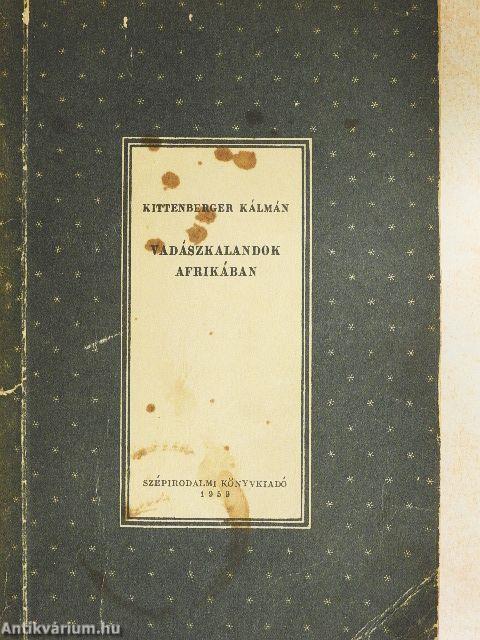 KITTENBERGER KÁLMÁN
VADÁSZKALANDOK
AFRIKÁBAN
SZÉPIRODALMI KÖNYVKIADÓ
1959
Antikvárium.hu